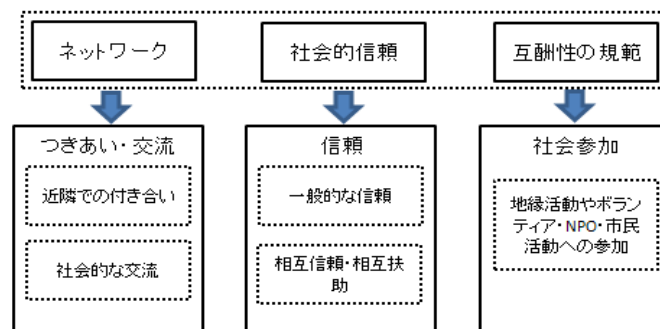 ネットワーク
社会的信頼
互酬性の規範
つきあい・交流
近隣での付き合い
社会的な交流
信頼
一般的な信頼
相互信頼・相互扶
助
社会参加
地縁活動やボラン
ティア・NPO・市民
活動への参加